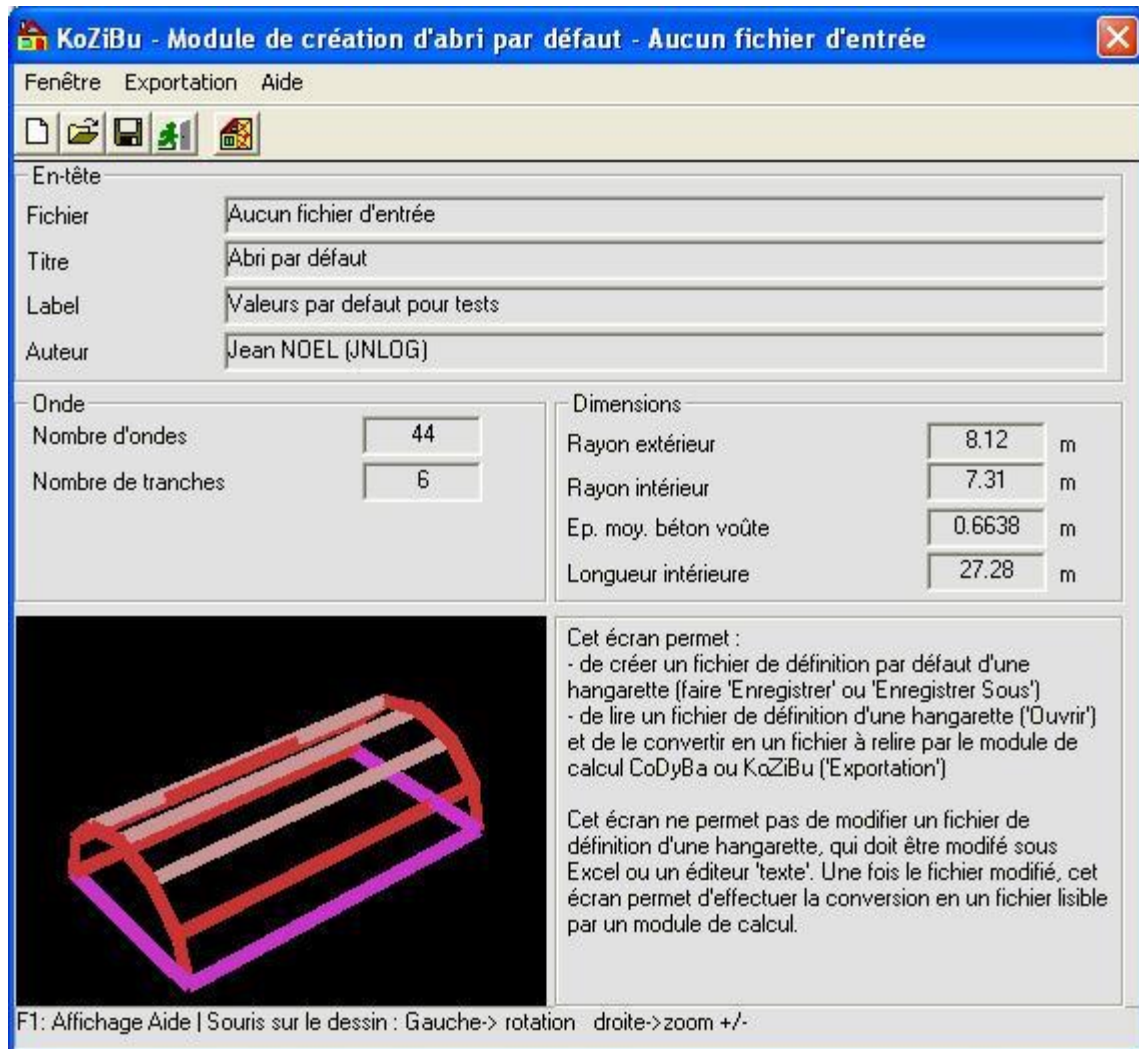 KoZiBu - Module de création d'abri par défaut - Aucun fichier d'entrée
Fenêtre Exportation Aide
En-tête
Fichier Aucun fichier d'entrée
Titre Abri par défaut
Label Valeurs par defaut pour tests
Auteur Jean NOEL (JNLOG)
Onde
Nombre d'ondes 44
Nombre de tranches 6
Dimensions
Rayon extérieur 8.12 m
Rayon intérieur 7.31 m
Ep. moy. béton voûte 0.6638 m
Longueur intérieure 27.28 m
Cet écran permet :
- de créer un fichier de définition par défaut d'une
hangarette (faire 'Enregistrer' ou 'Enregistrer Sous')
- de lire un fichier de définition d'une hangarette ('Ouvrir')
et de le convertir en un fichier à relire par le module de
calcul CoDyBa ou KoZiBu ('Exportation')
Cet écran ne permet pas de modifier un fichier de
définition d'une hangarette, qui doit être modifé sous
Excel ou un éditeur 'texte'. Une fois le fichier modifié, cet
écran permet d'effectuer la conversion en un fichier lisible
par un module de calcul.
F1: Affichage Aide | Souris sur le dessin : Gauche-> rotation droite->zoom +/-